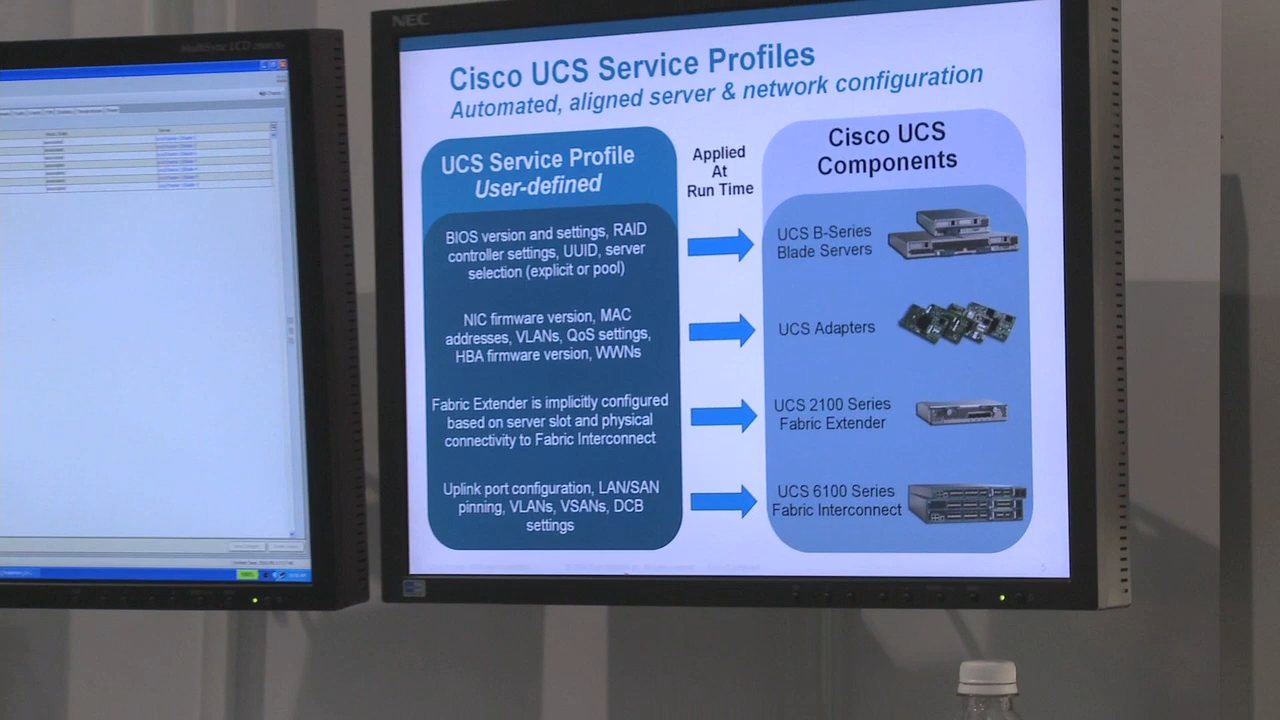 NEC
MultiSync LCD
Cisco UCS Service Profiles
Automated, aligned server & network configuration
UCS Service Profile
User-defined
Applied
At
Run Time
Cisco UCS
Components
BIOS version and settings, RAID
controller settings, UUID, server
selection (explicit or pool)
UCS B-Series
Blade Servers
NIC firmware version, MAC
addresses, VLANs, QoS settings,
HBA firmware version, WWNs
UCS Adapters
Fabric Extender is implicitly configured
based on server slot and physical
connectivity to Fabric Interconnect
UCS 2100 Series
Fabric Extender
Uplink port configuration, LAN/SAN
pinning, VLANs, VSANs, DCB
settings
UCS 6100 Series
Fabric Interconnect